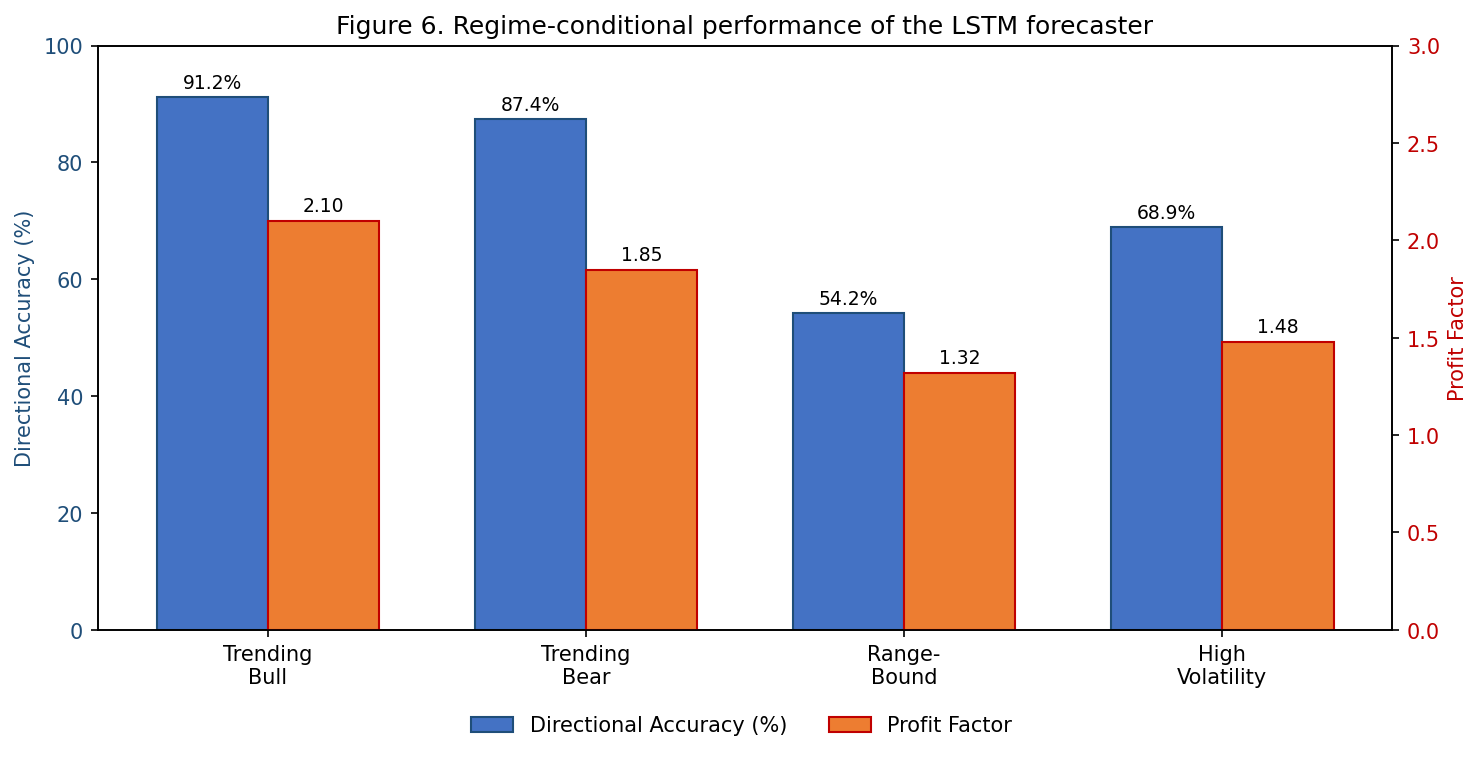 Figure 6. Regime-conditional performance of the LSTM forecaster
Directional Accuracy (%)
100
80
60
40
20
0
91.2%
2.10
87.4%
1.85
54.2%
1.32
68.9%
1.48
3.0
2.5
2.0
1.5
1.0
0.5
0.0
Profit Factor
Trending
Bull
Trending
Bear
Range-
Bound
High
Volatility
Directional Accuracy (%)
Profit Factor